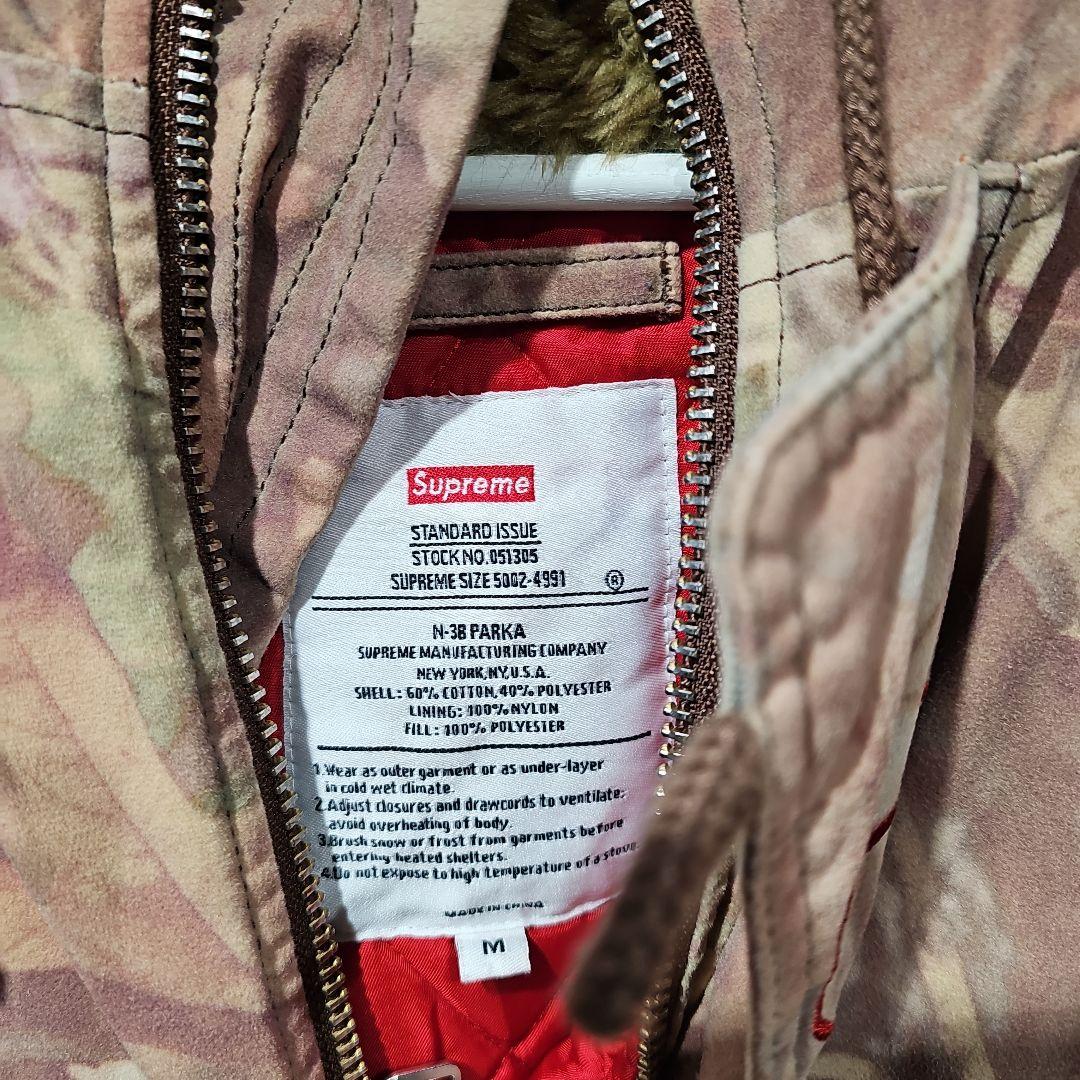 Supreme
STANDARD ISSUE
STOCK NO. 051305
SUPREME SIZE 5002-4991 ®
N-3B PARKA
SUPREME MANUFACTURING COMPANY
NEW YORK, NY, U.S.A.
SHELL: 60% COTTON, 40% POLYESTER
LINING: 100% NYLON
FILL: 100% POLYESTER
1. Wear as outer garment or as under-layer
in cold wet climate.
2. Adjust closures and drawcords to ventilate;
avoid overheating of body.
3. Brush snow or frost from garments before
entering heated shelters.
4. Do not expose to high temperature of a stove.
MADE IN CHINA
M